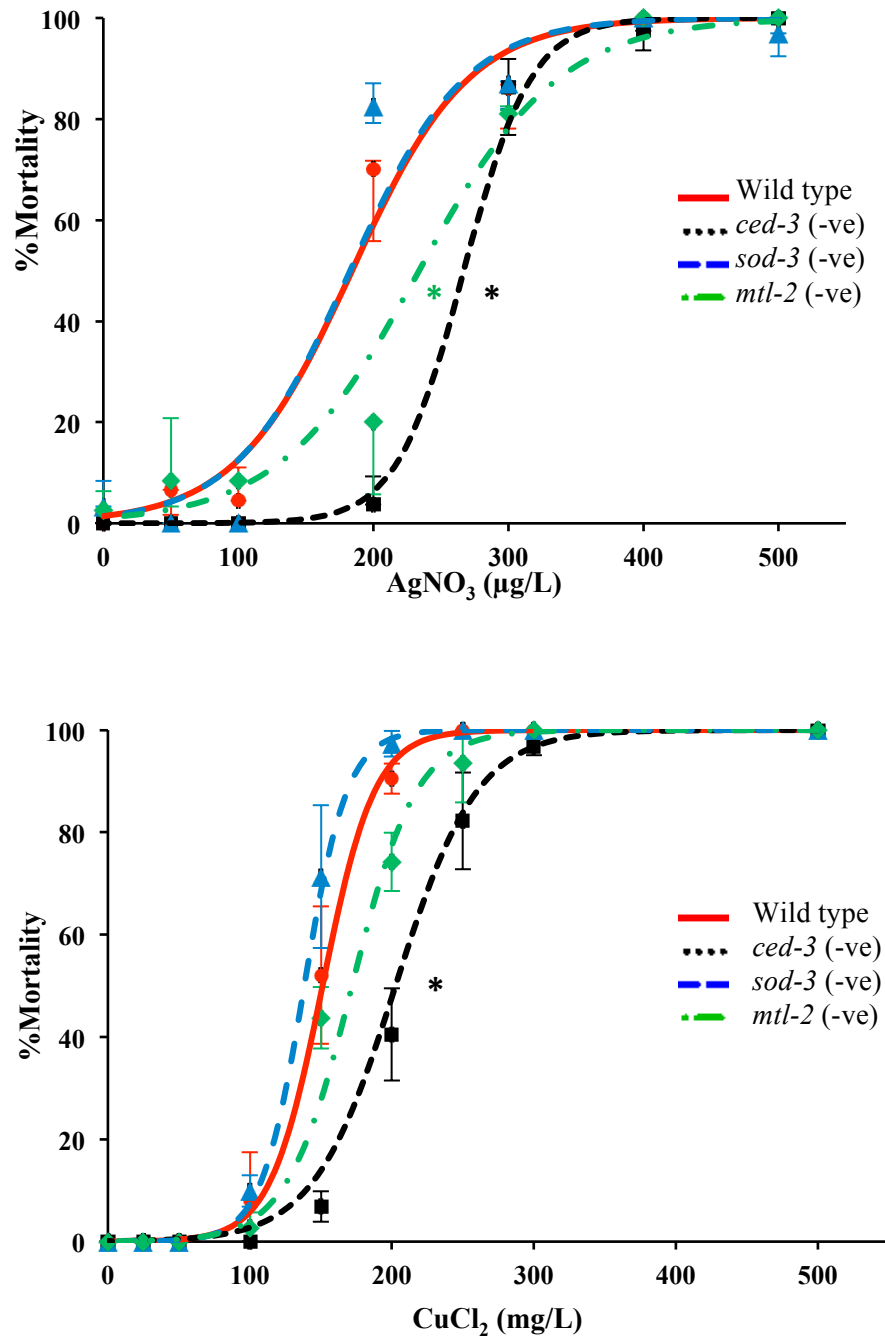 100
80
60
40
20
0
%Mortality
Wild type
ced-3 (-ve)
sod-3 (-ve)
mtl-2 (-ve)
*
*
0 100 200 300 400 500
AgNO₃ (µg/L)
100
80
60
40
20
0
%Mortality
Wild type
ced-3 (-ve)
sod-3 (-ve)
mtl-2 (-ve)
*
0 100 200 300 400 500
CuCl₂ (mg/L)